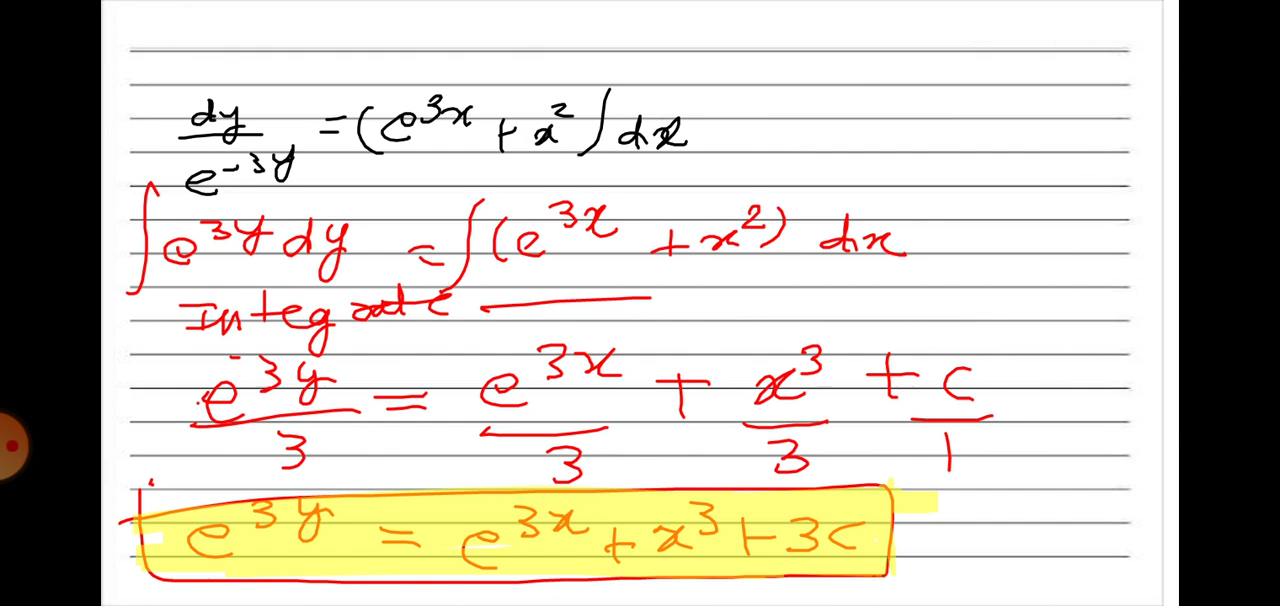 dy/e^-3y = (e^3x + x^2) dx
∫ e^3y dy = ∫ (e^3x + x^2) dx
Integrate
e^3y/3 = e^3x/3 + x^3/3 + c/1
e^3y = e^3x + x^3 + 3c